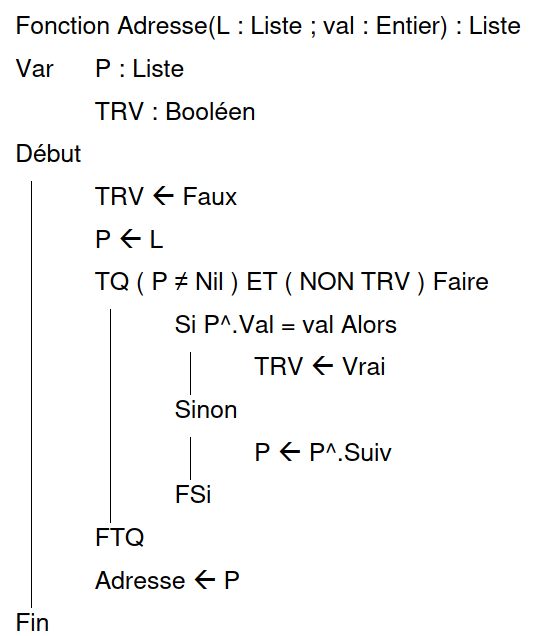 Fonction Adresse(L : Liste ; val : Entier) : Liste
Var P : Liste
TRV : Booléen
Début
TRV ← Faux
P ← L
TQ ( P ≠ Nil ) ET ( NON TRV ) Faire
Si P^.Val = val Alors
TRV ← Vrai
Sinon
P ← P^.Suiv
FSi
FTQ
Adresse ← P
Fin